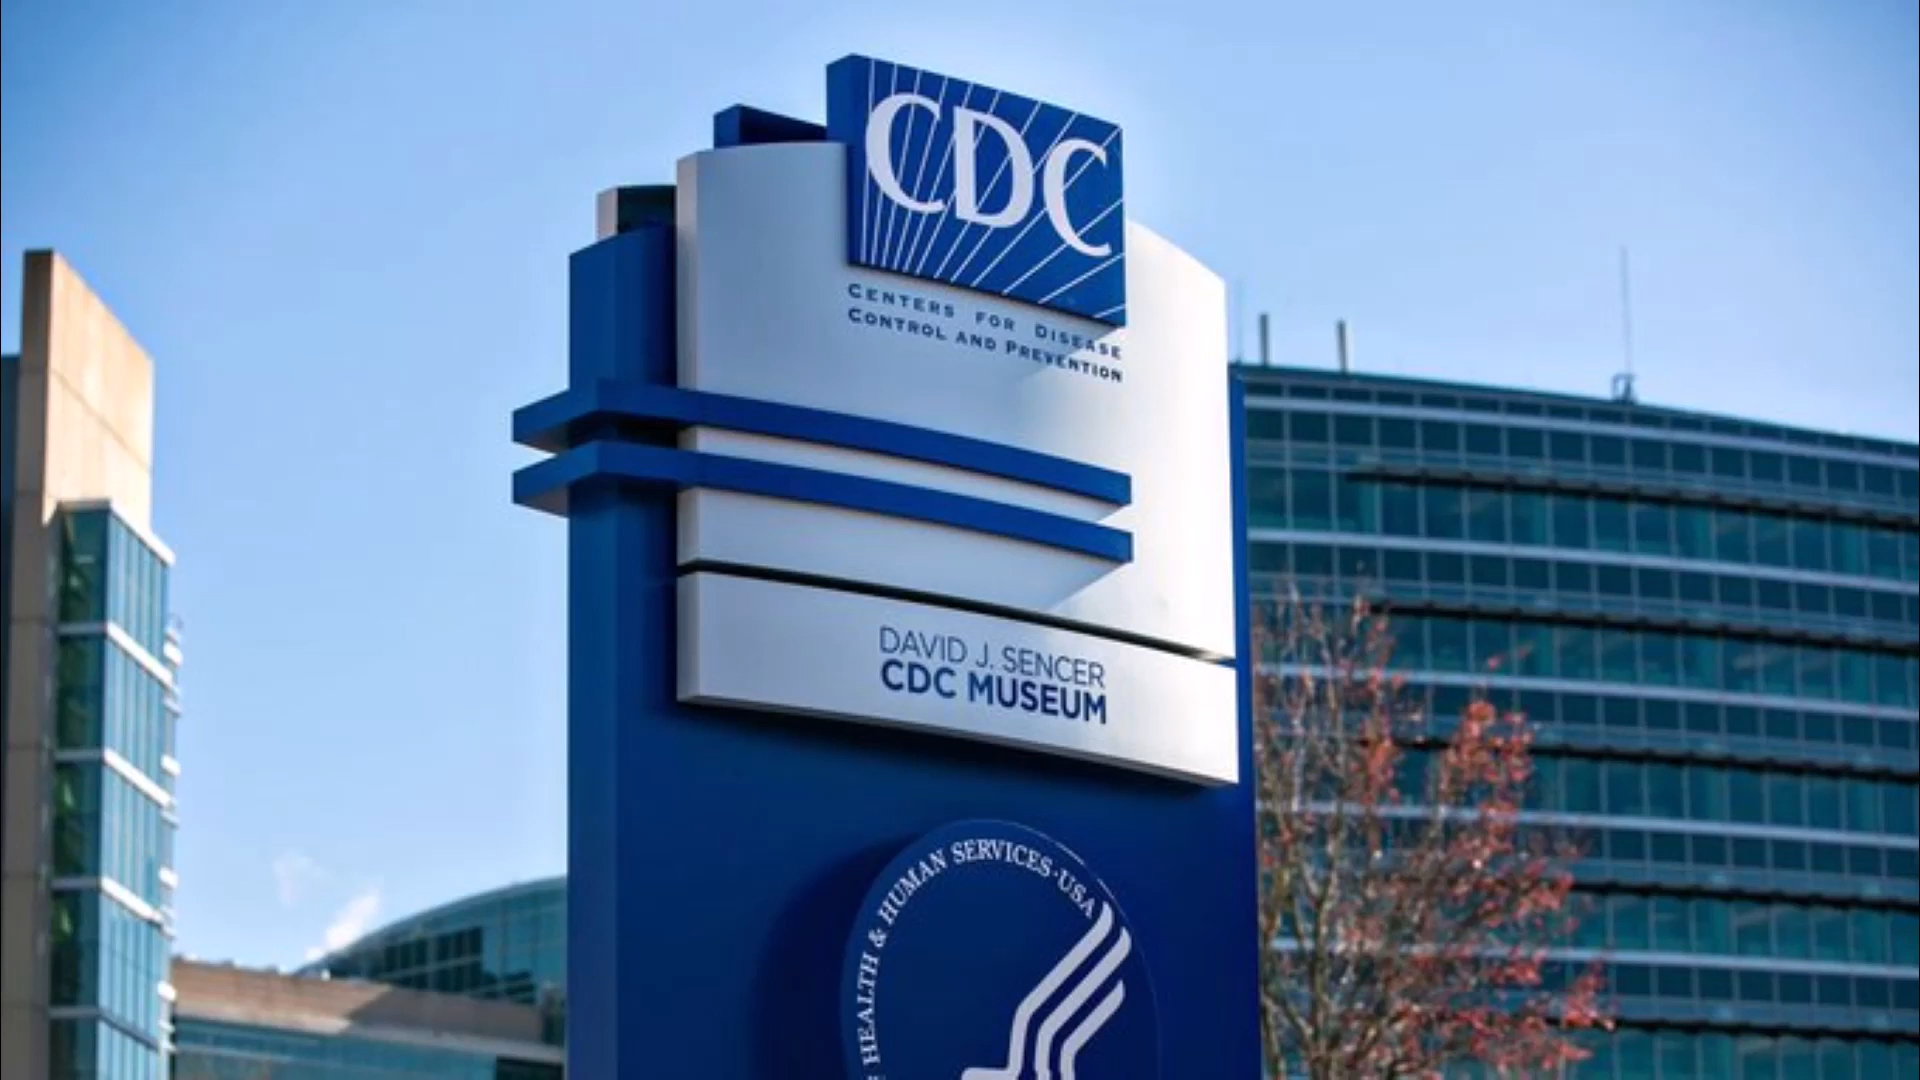 CDC
CENTERS FOR DISEASE
CONTROL AND PREVENTION
DAVID J. SENCER
CDC MUSEUM
HEALTH & HUMAN SERVICES·USA